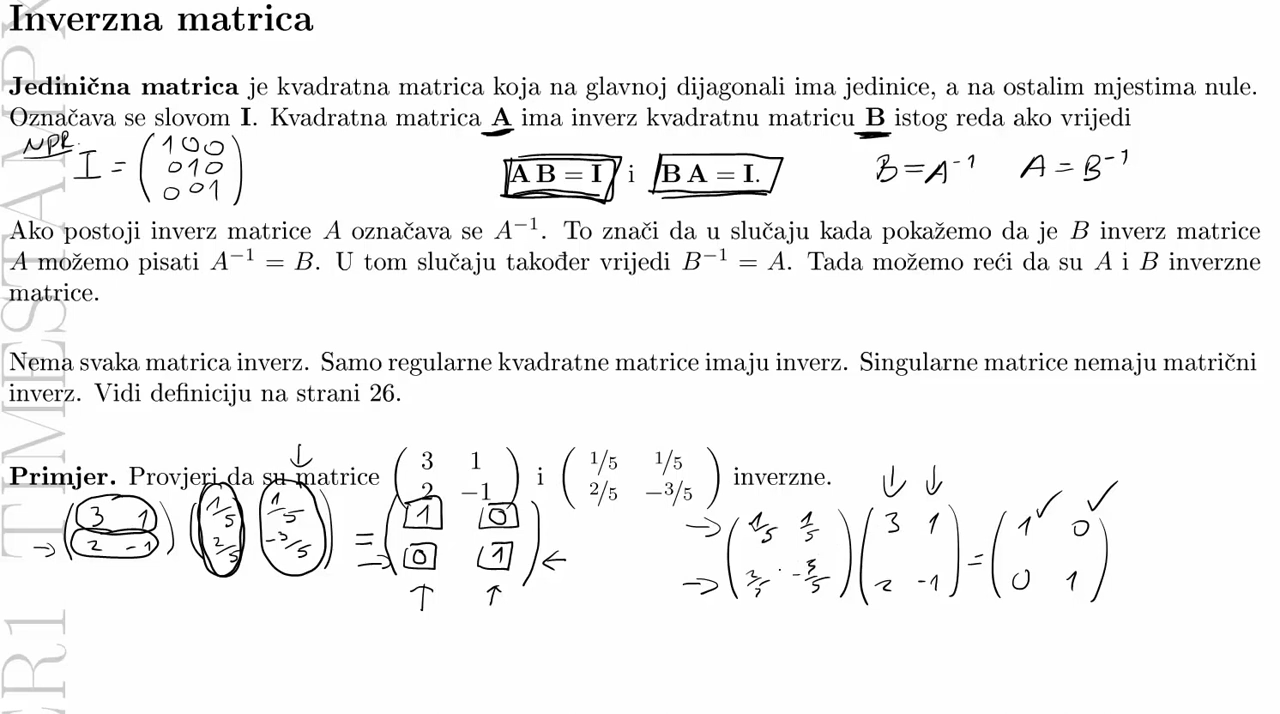 Inverzna matrica
Jedinična matrica je kvadratna matrica koja na glavnoj dijagonali ima jedinice, a na ostalim mjestima nule.
Označava se slovom I. Kvadratna matrica A ima inverz kvadratnu matricu B istog reda ako vrijedi
NPR. I = (1 0 0
0 1 0
0 0 1)
A B = I i B A = I. B = A⁻¹ A = B⁻¹
Ako postoji inverz matrice A označava se A⁻¹. To znači da u slučaju kada pokažemo da je B inverz matrice
A možemo pisati A⁻¹ = B. U tom slučaju također vrijedi B⁻¹ = A. Tada možemo reći da su A i B inverzne
matrice.
Nema svaka matrica inverz. Samo regularne kvadratne matrice imaju inverz. Singularne matrice nemaju matrični
inverz. Vidi definiciju na strani 26.
Primjer. Provjeri da su matrice (3 1
2 −1) i (1/5 1/5
2/5 −3/5) inverzne.
(3 1
2 -1) (1/5 1/5
2/5 -3/5) = (1 0
0 1)
(1/5 1/5
2/5 -3/5) (3 1
2 -1) = (1 0
0 1)